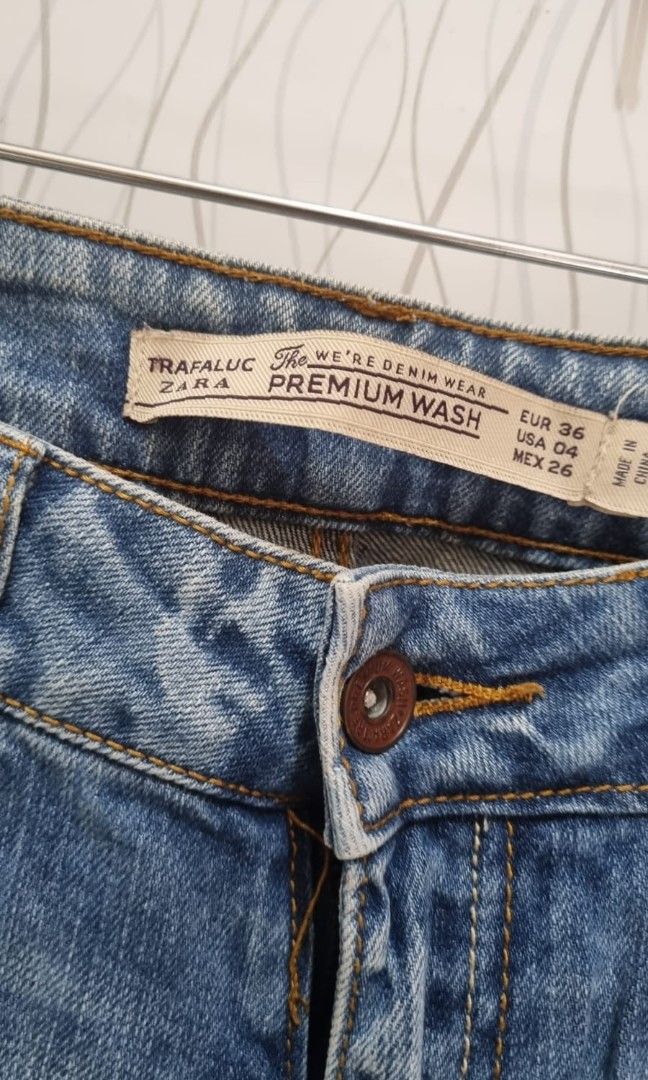 TRAFALUC
ZARA
The WE'RE DENIM WEAR
PREMIUM WASH
EUR 36
USA 04
MEX 26
MADE IN
CHINA